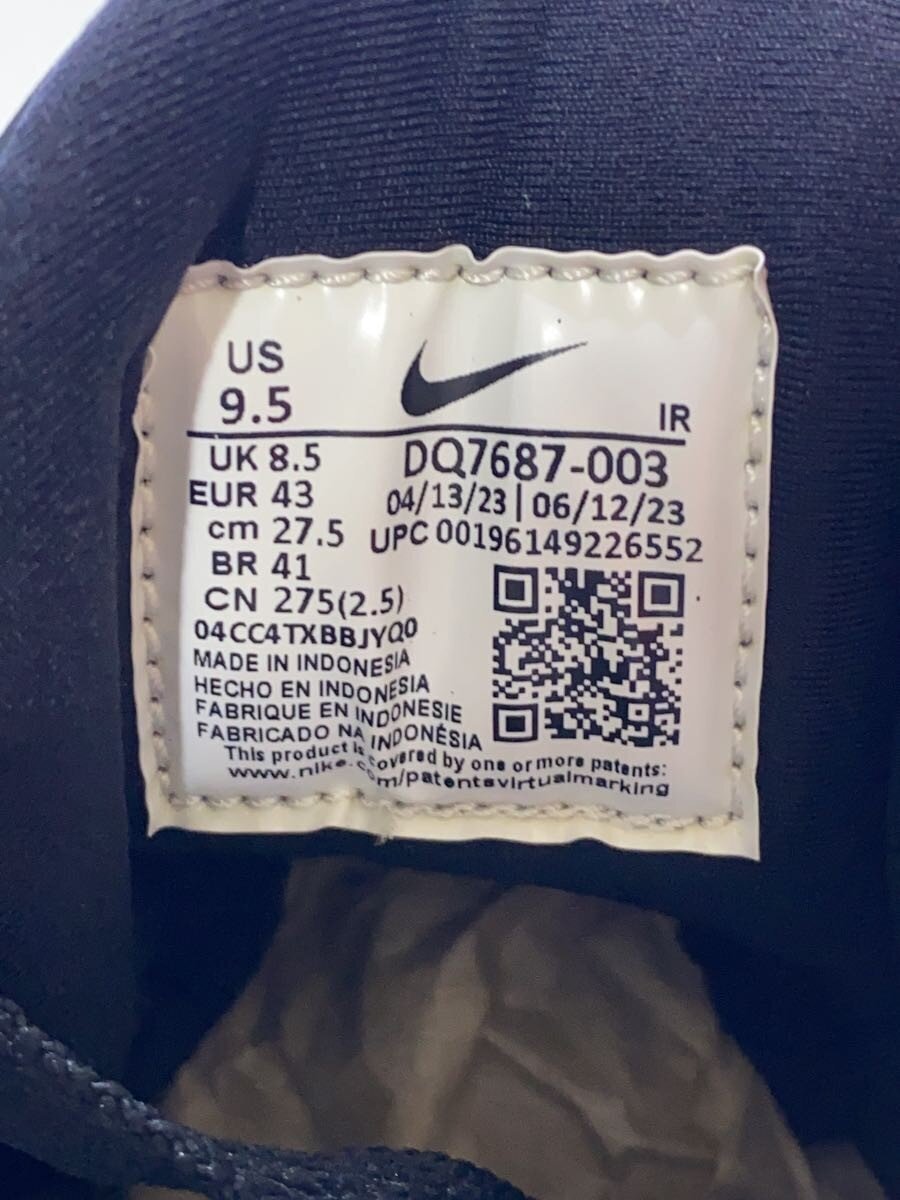 US
9.5
IR
UK 8.5
EUR 43
cm 27.5
BR 41
CN 275(2.5)
DQ7687-003
04/13/23 | 06/12/23
UPC 00196149226552
04CC4TXBBJYQ0
MADE IN INDONESIA
HECHO EN INDONESIA
FABRIQUE EN INDONESIE
FABRICADO NA INDONÉSIA
This product is covered by one or more patents:
www.nike.com/patentsvirtualmarking